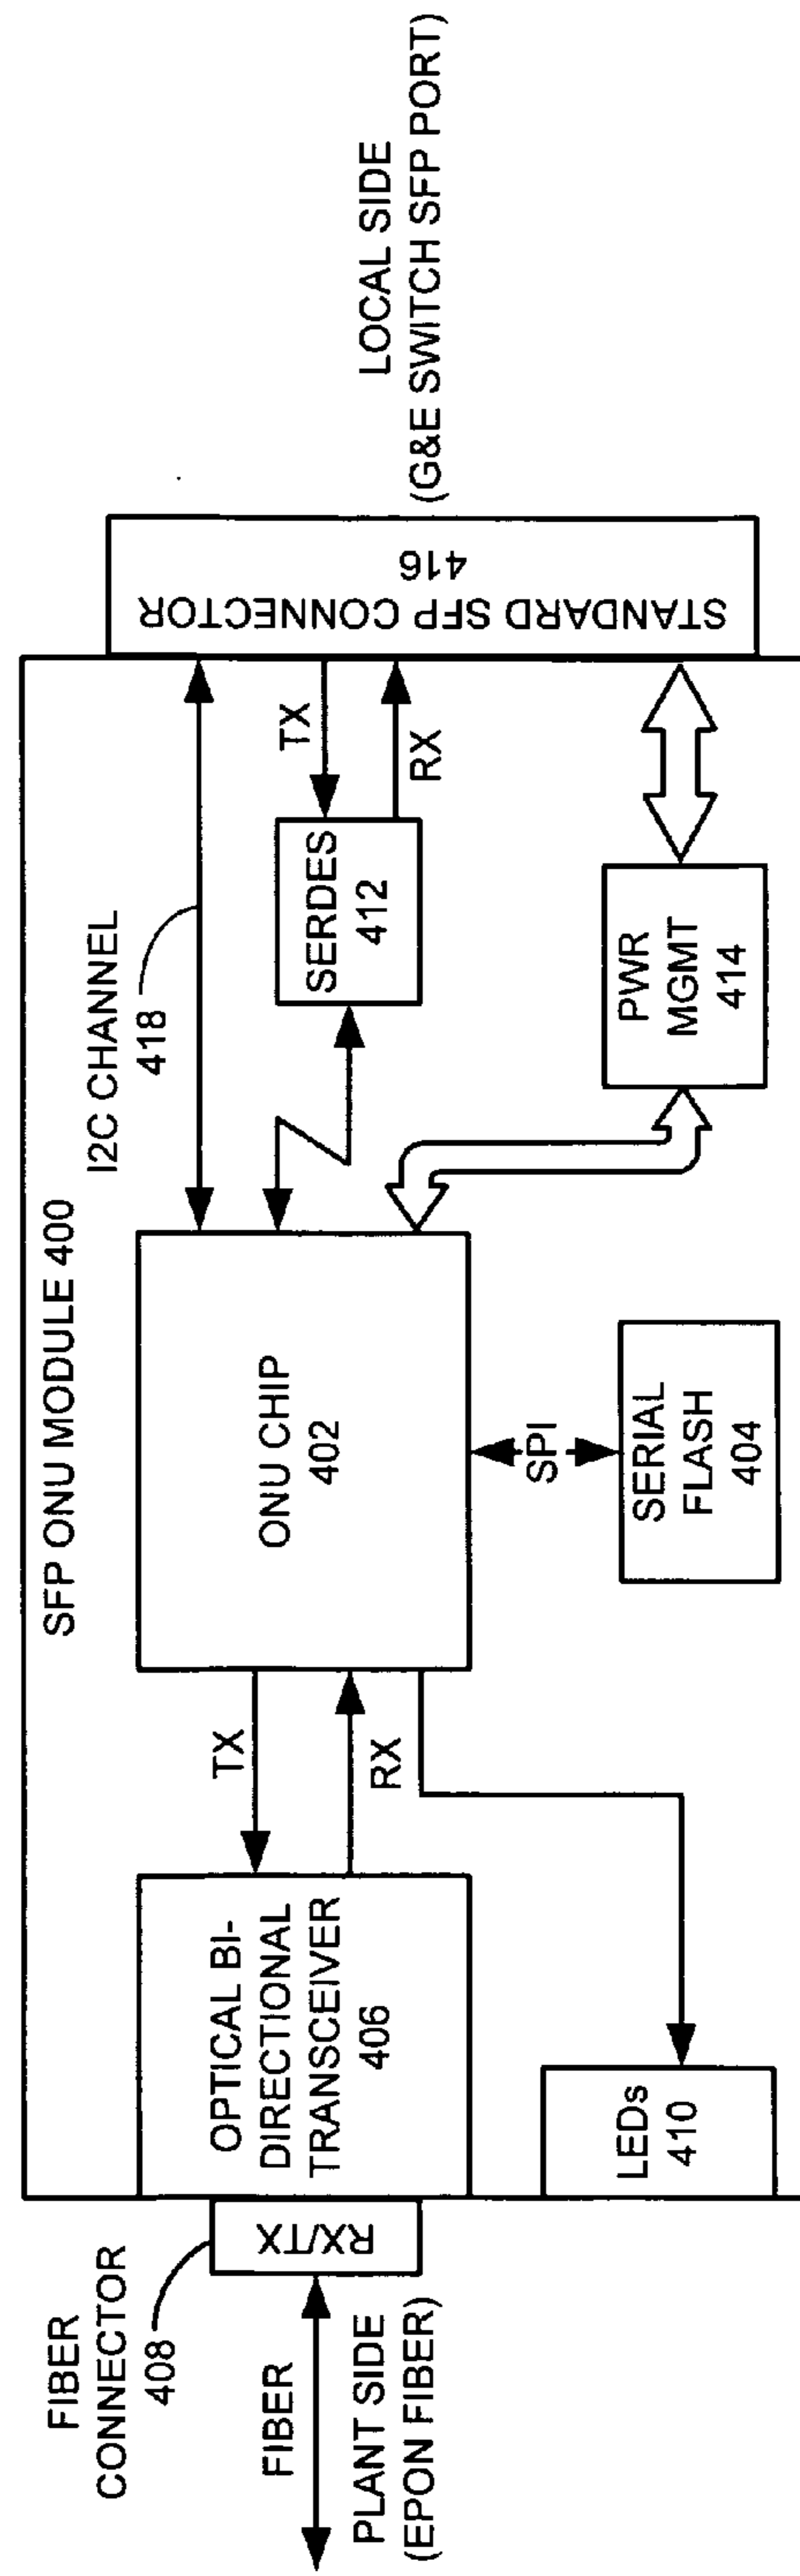 SFP ONU MODULE 400
FIBER
CONNECTOR
408
FIBER
PLANT SIDE
(EPON FIBER)
RX/TX
OPTICAL BI-
DIRECTIONAL
TRANSCEIVER
406
LEDs
410
TX
RX
ONU CHIP
402
SPI
SERIAL
FLASH
404
I2C CHANNEL
418
SERDES
412
TX
RX
PWR
MGMT
414
STANDARD SFP CONNECTOR
416
LOCAL SIDE
(G&E SWITCH SFP PORT)